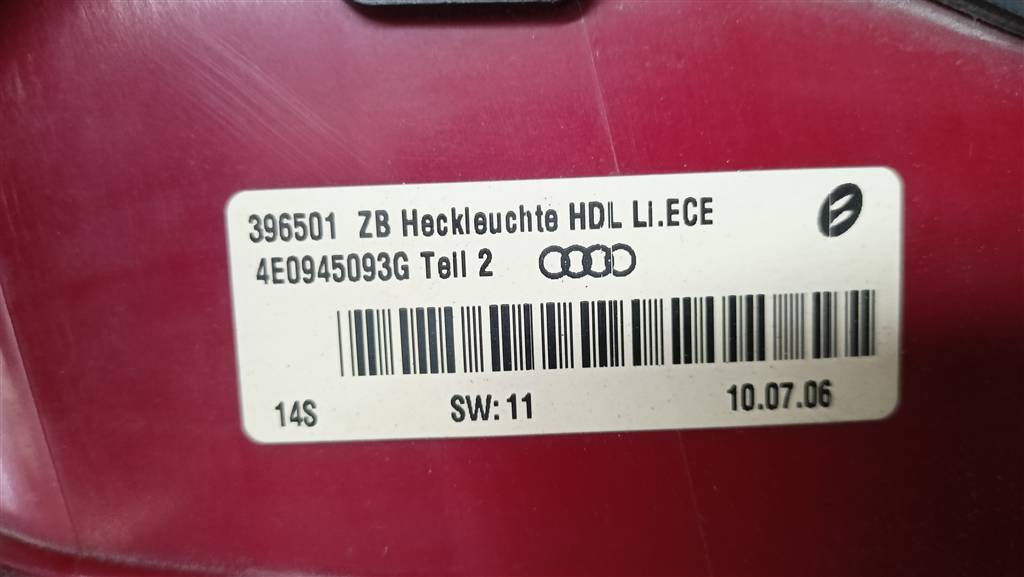 396501 ZB Heckleuchte HDL Li.ECE
4E0945093G Teil 2
14S SW: 11 10.07.06